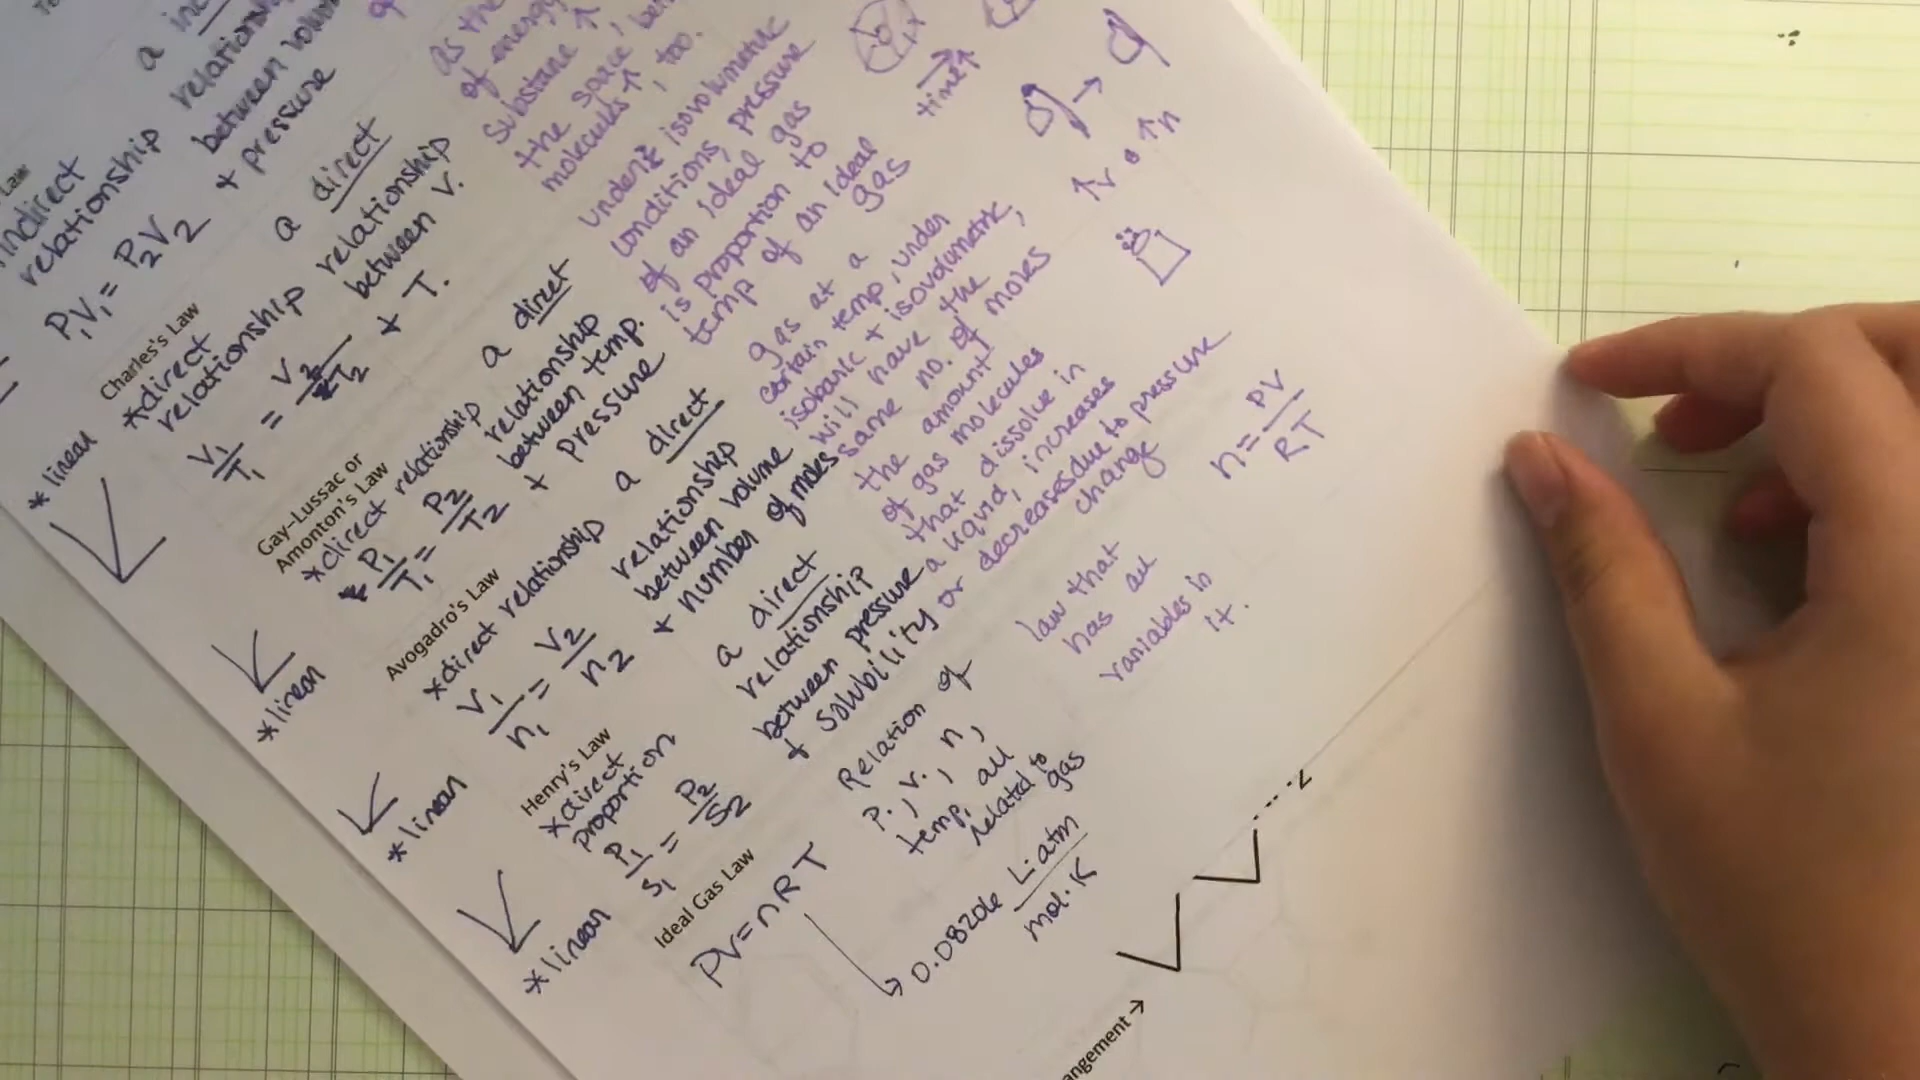 Law
indirect
relationship
P₁V₁ = P₂V₂
relationship
between
+ pressure
Charles's Law
*direct
relationship
V₁/T₁ = V₂/T₂
a direct
relationship
between V.
+ T.
* linear
Gay-Lussac or
Amonton's Law
*direct relationship
* P₁/T₁ = P₂/T₂
a direct
relationship
between temp.
+ pressure
As the
of energy
substance ↑
the space
molecules ↑, too.
under isovolumetric
conditions, pressure
of an ideal gas
is proportion to
temp of an ideal
gas
time↑
* linear
Avogadro's Law
*direct relationship
V₁/n₁ = V₂/n₂
a direct
relationship
between volume
+ number of moles
gas at a
certain temp, under
isobaric + isovolumetric,
will have the
same no. of moles
↑v • ↑n
* linear
Henry's Law
*direct
proportion
P₁/S₁ = P₂/S₂
a direct
relationship
between pressure
+ solubility
the amount
of gas molecules
that dissolve in
a liquid, increases
or decreases due to pressure
change
* linear
Ideal Gas Law
PV = nRT
0.08206 L·atm/mol·K
Relation of
P., V., n,
temp, all
related to
gas
law that
has all
variables in
it.
n = PV/RT
angement →